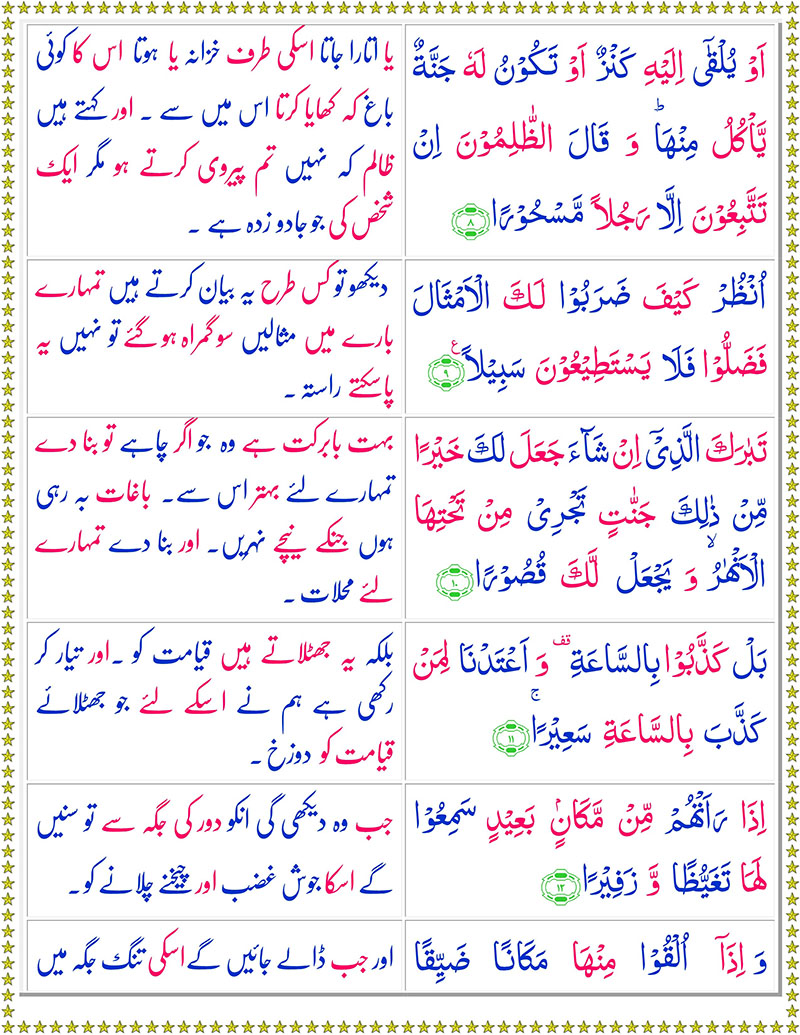 اَوْ يُلْقٰۤى اِلَيْهِ كَنْزٌ اَوْ تَكُوْنُ لَهٗ جَنَّةٌ
يَّاْكُلُ مِنْهَا ؕ وَ قَالَ الظّٰلِمُوْنَ اِنْ
تَتَّبِعُوْنَ اِلَّا رَجُلًا مَّسْحُوْرًا ۸
یا اتارا جاتا اسکی طرف خزانہ یا ہوتا اس کا کوئی
باغ کہ کھایا کرتا اس میں سے ۔ اور کہتے ہیں
ظالم کہ نہیں تم پیروی کرتے ہو مگر ایک
شخص کی جو جادو زدہ ہے ۔
اُنْظُرْ كَيْفَ ضَرَبُوْا لَكَ الْاَمْثَالَ
فَضَلُّوْا فَلَا يَسْتَطِيْعُوْنَ سَبِيْلًا ۹ ع
دیکھو تو کس طرح یہ بیان کرتے ہیں تمہارے
بارے میں مثالیں سو گمراہ ہو گئے تو نہیں یہ
پاسکتے راستہ ۔
تَبٰرَكَ الَّذِىْۤ اِنْ شَآءَ جَعَلَ لَكَ خَيْرًا
مِّنْ ذٰلِكَ جَنّٰتٍ تَجْرِىْ مِنْ تَحْتِهَا
الْاَنْهٰرُ ۙ وَ يَجْعَلْ لَّكَ قُصُوْرًا ۱۰
بہت بابرکت ہے وہ جو اگر چاہے تو بنا دے
تمہارے لئے بہتر اس سے ۔ باغات بہ رہی
ہوں جنکے نیچے نہریں ۔ اور بنا دے تمہارے
لئے محلات ۔
بَلْ كَذَّبُوْا بِالسَّاعَةِ قف وَ اَعْتَدْنَا لِمَنْ
كَذَّبَ بِالسَّاعَةِ سَعِيْرًا ۚ ۱۱
بلکہ یہ جھٹلاتے ہیں قیامت کو ۔ اور تیار کر
رکھی ہے ہم نے اسکے لئے جو جھٹلائے
قیامت کو دوزخ ۔
اِذَا رَاَتْهُمْ مِّنْ مَّكَانٍۭ بَعِيْدٍ سَمِعُوْا
لَهَا تَغَيُّظًا وَّ زَفِيْرًا ۱۲
جب وہ دیکھی گی انکو دور کی جگہ سے تو سنیں
گے اسکا جوش غضب اور چیخنے چلانے کو ۔
وَ اِذَاۤ اُلْقُوْا مِنْهَا مَكَانًا ضَيِّقًا
اور جب ڈالے جائیں گے اسکی تنگ جگہ میں